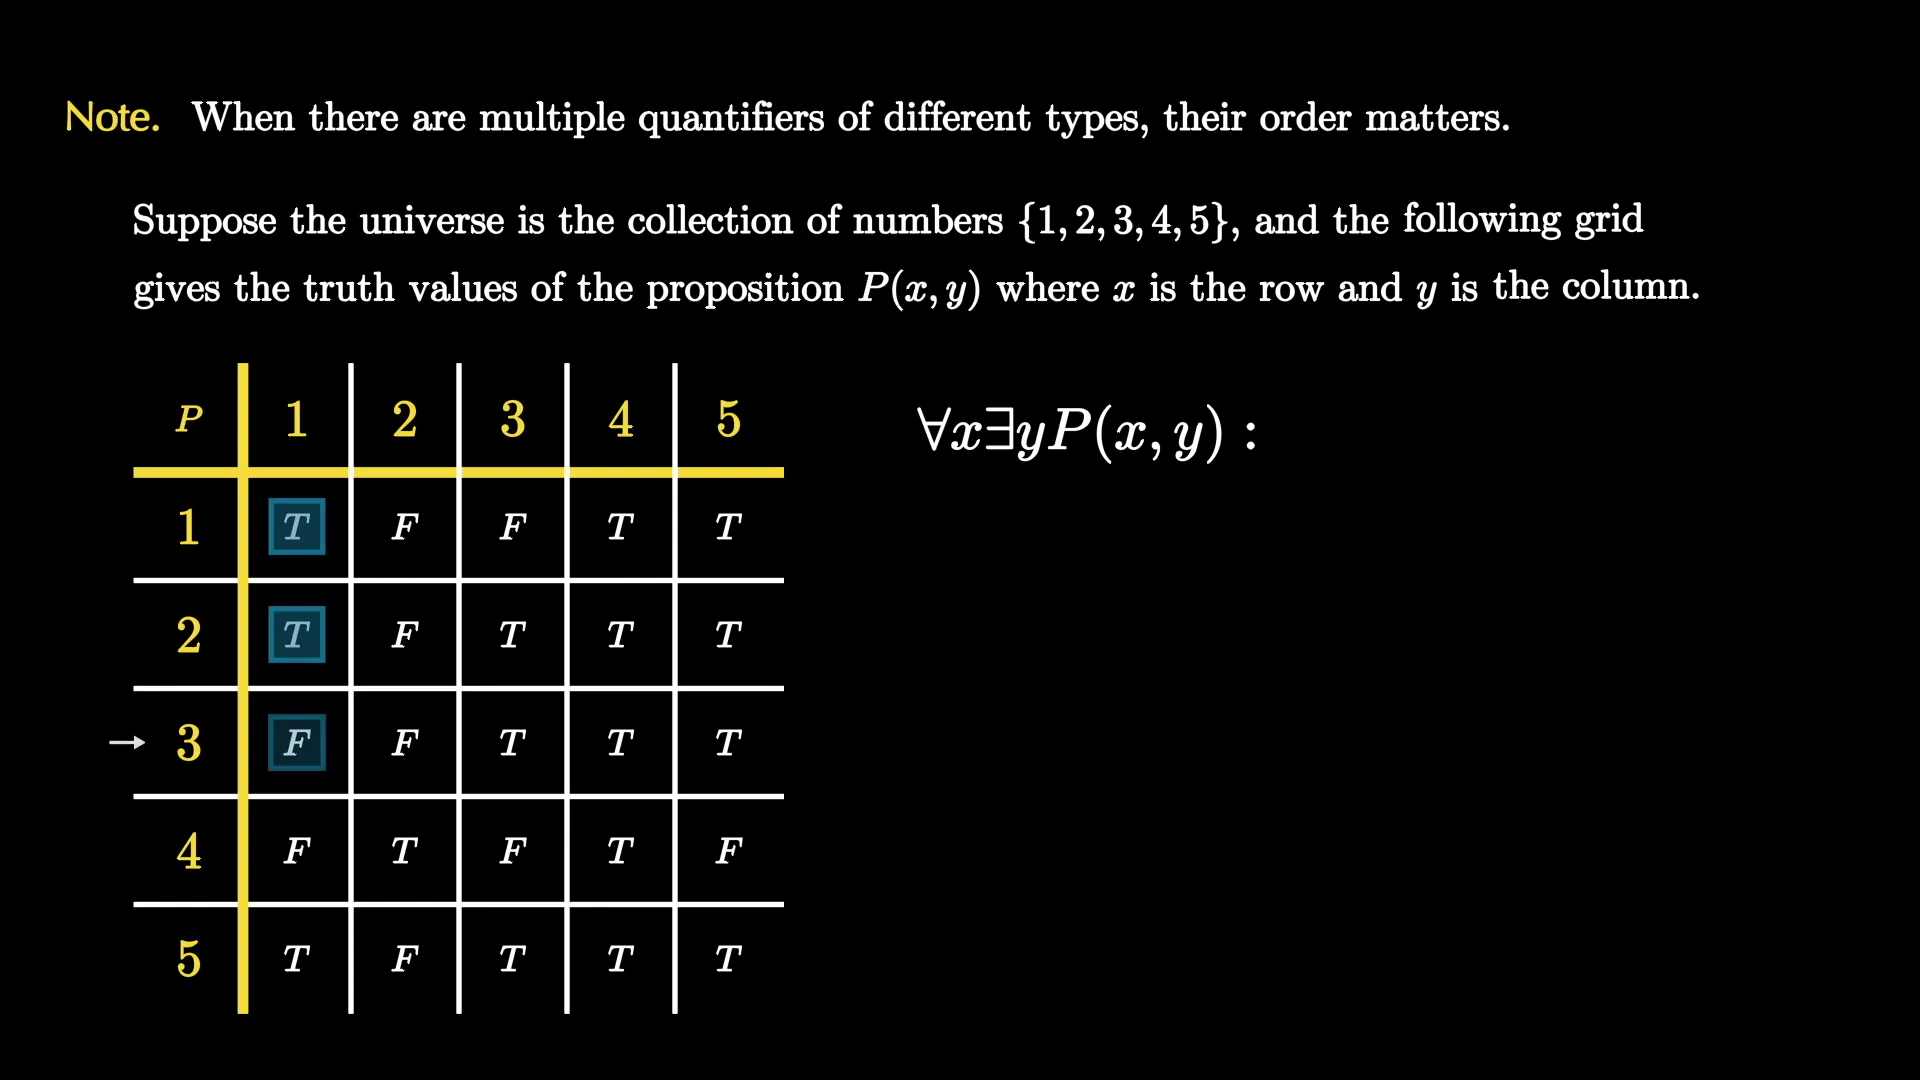 Note. When there are multiple quantifiers of different types, their order matters.
Suppose the universe is the collection of numbers {1, 2, 3, 4, 5}, and the following grid
gives the truth values of the proposition P(x, y) where x is the row and y is the column.
P 1 2 3 4 5
1 T F F T T
2 T F T T T
→ 3 F F T T T
4 F T F T F
5 T F T T T
∀x∃yP(x, y) :